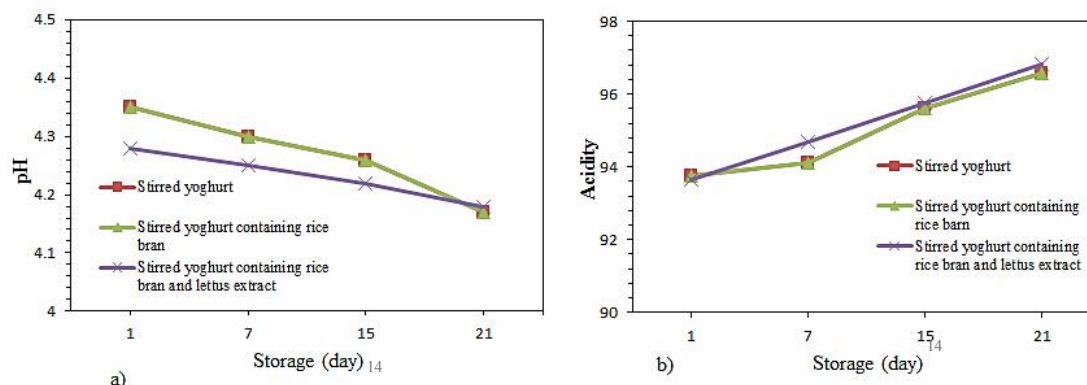 4.5
4.4
4.3
4.2
4.1
4
pH
Stirred yoghurt
Stirred yoghurt containing rice
bran
Stirred yoghurt containing rice
bran and lettus extract
1 7 15 21
Storage (day) 14
a)
98
96
94
92
90
Acidity
Stirred yoghurt
Stirred yoghurt containing
rice barn
Stirred yoghurt containing
rice bran and lettus extract
1 7 15 21
14
Storage (day)
b)